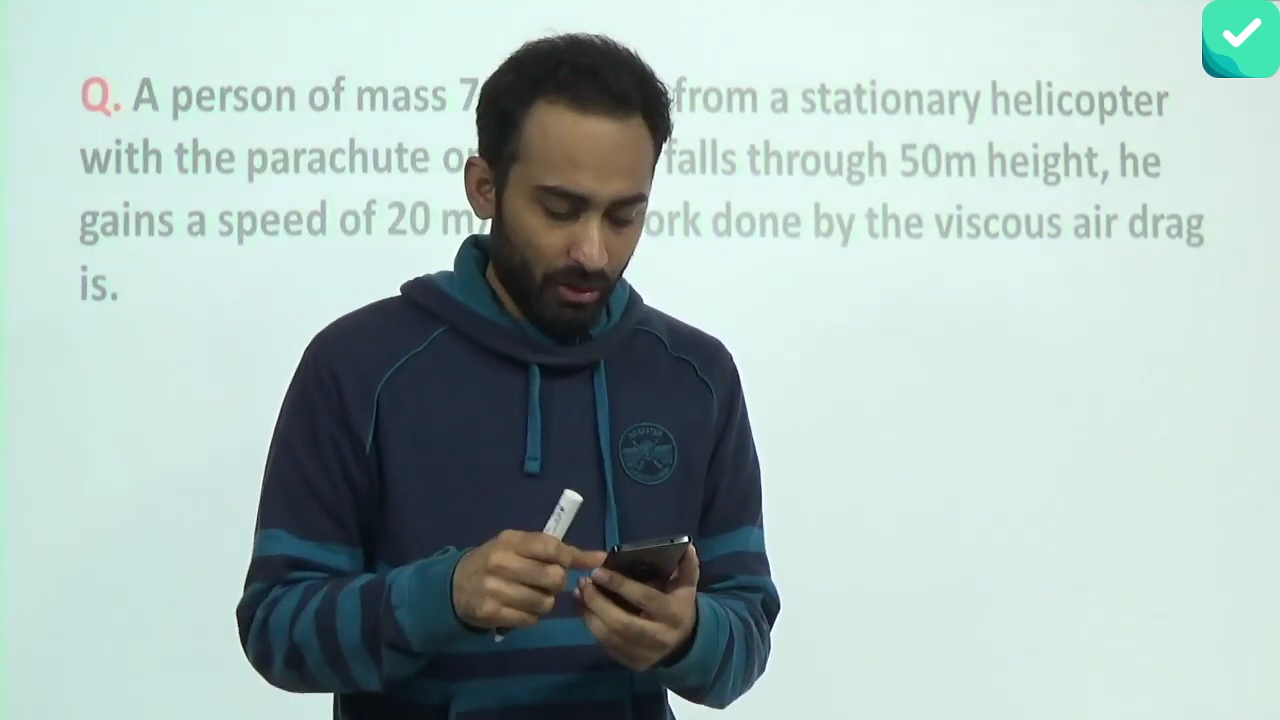 Q. A person of mass 7 from a stationary helicopter
with the parachute falls through 50m height, he
gains a speed of 20 m/ done by the viscous air drag
is.